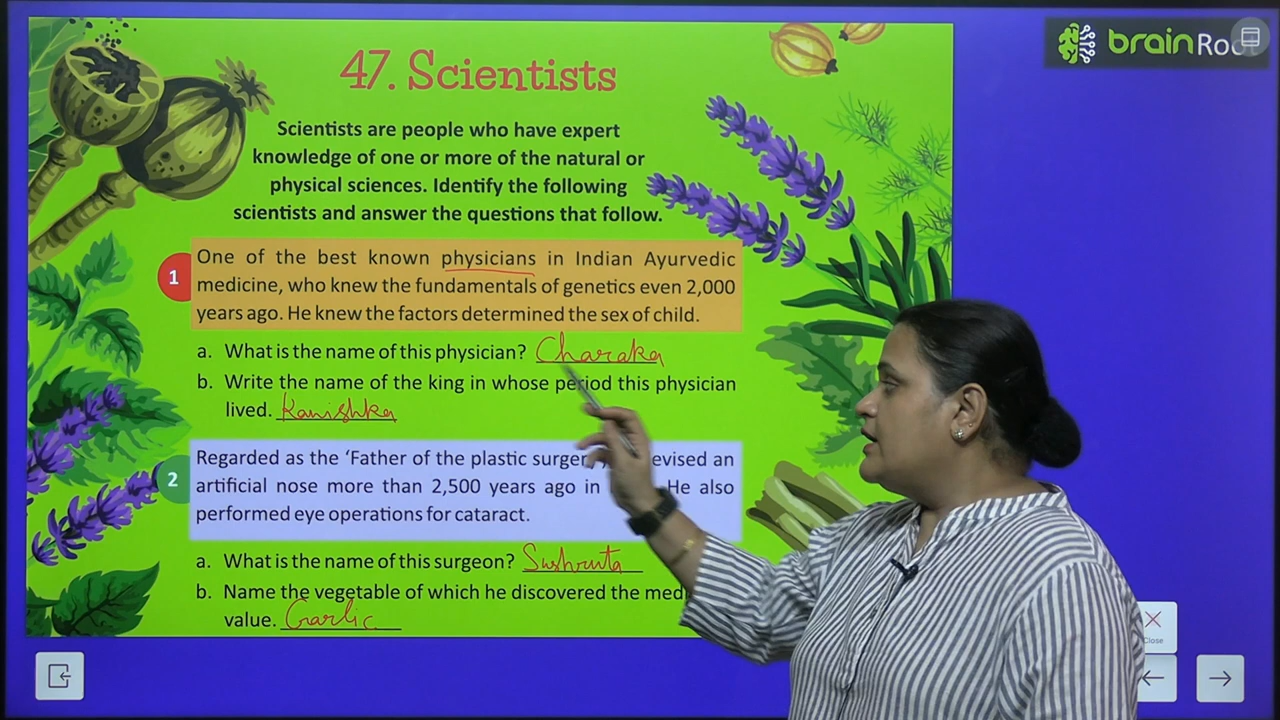 brainRo
47. Scientists
Scientists are people who have expert
knowledge of one or more of the natural or
physical sciences. Identify the following
scientists and answer the questions that follow.
1
One of the best known physicians in Indian Ayurvedic
medicine, who knew the fundamentals of genetics even 2,000
years ago. He knew the factors determined the sex of child.
a. What is the name of this physician? Charaka
b. Write the name of the king in whose period this physician
lived. Kanishka
2
Regarded as the ‘Father of the plastic surger evised an
artificial nose more than 2,500 years ago in He also
performed eye operations for cataract.
a. What is the name of this surgeon? Sushruta
b. Name the vegetable of which he discovered the med
value. Garlic
Close